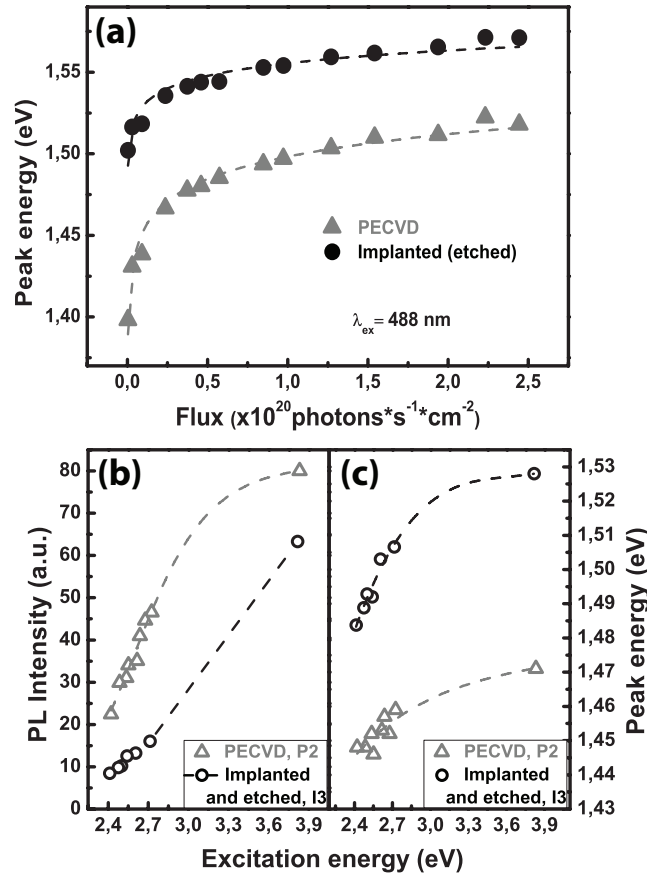 (a)
Peak energy (eV)
1,55
1,50
1,45
1,40
PECVD
Implanted (etched)
λex= 488 nm
0,0 0,5 1,0 1,5 2,0 2,5
Flux (x10^20 photons*s^-1*cm^-2)
(b)
PL Intensity (a.u.)
80
70
60
50
40
30
20
10
0
PECVD, P2
Implanted
and etched, I3
2,4 2,7 3,0 3,3 3,6 3,9
(c)
1,53
1,52
1,51
1,50
1,49
1,48
1,47
1,46
1,45
1,44
1,43
Peak energy (eV)
PECVD, P2
Implanted
and etched, I3
2,4 2,7 3,0 3,3 3,6 3,9
Excitation energy (eV)